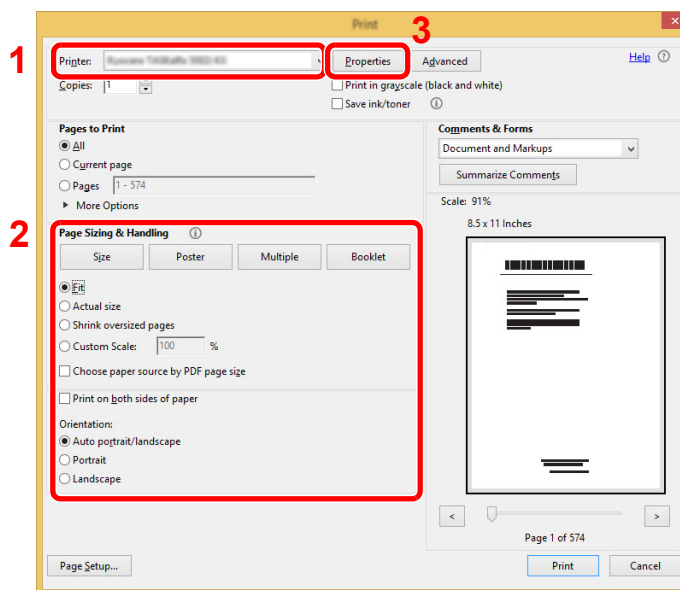 Print
3
1
Printer:
Properties
Advanced
Help
Copies: 1
Print in grayscale (black and white)
Save ink/toner
Pages to Print
All
Current page
Pages 1 - 574
More Options
Comments & Forms
Document and Markups
Summarize Comments
Scale: 91%
8.5 x 11 Inches
2
Page Sizing & Handling
Size Poster Multiple Booklet
Fit
Actual size
Shrink oversized pages
Custom Scale: 100 %
Choose paper source by PDF page size
Print on both sides of paper
Orientation:
Auto portrait/landscape
Portrait
Landscape
< >
Page 1 of 574
Page Setup...
Print Cancel